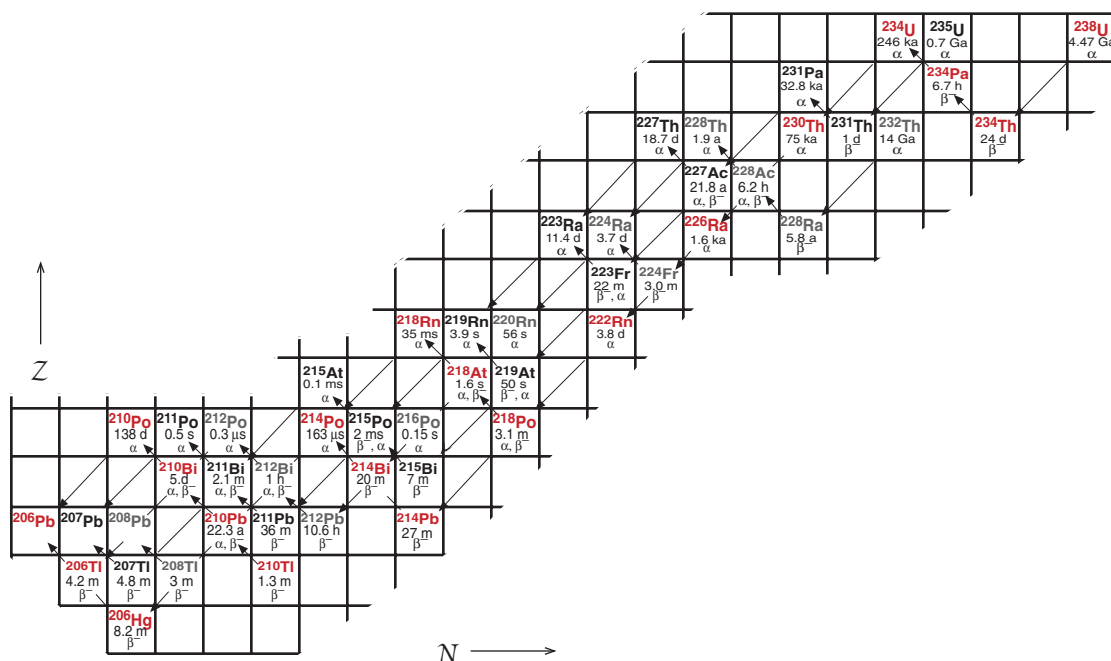 234U 235U 238U
246 ka 0.7 Ga 4.47 Ga
α α α
231Pa 234Pa
32.8 ka 6.7 h
α β−
227Th 228Th 230Th 231Th 232Th 234Th
18.7 d 1.9 a 75 ka 1 d 14 Ga 24 d
α α α β− α β−
227Ac 228Ac
21.8 a 6.2 h
α, β− α, β−
223Ra 224Ra 226Ra 228Ra
11.4 d 3.7 d 1.6 ka 5.8 a
α α α β−
223Fr 224Fr
22 m 3.0 m
β−, α β−
218Rn 219Rn 220Rn 222Rn
35 ms 3.9 s 56 s 3.8 d
α α α α
215At 218At 219At
0.1 ms 1.6 s 50 s
α α, β− β−, α
Z
210Po 211Po 212Po 214Po 215Po 216Po 218Po
138 d 0.5 s 0.3 µs 163 µs 2 ms 0.15 s 3.1 m
α α α α β−, α α α, β−
210Bi 211Bi 212Bi 214Bi 215Bi
5.d 2.1 m 1 h 20 m 7 m
α, β− α, β− α, β− β− β−
206Pb 207Pb 208Pb 210Pb 211Pb 212Pb 214Pb
22.3 a 36 m 10.6 h 27 m
α, β− β− β− β−
206Tl 207Tl 208Tl 210Tl
4.2 m 4.8 m 3 m 1.3 m
β− β− β− β−
206Hg
8.2 m
β−
N